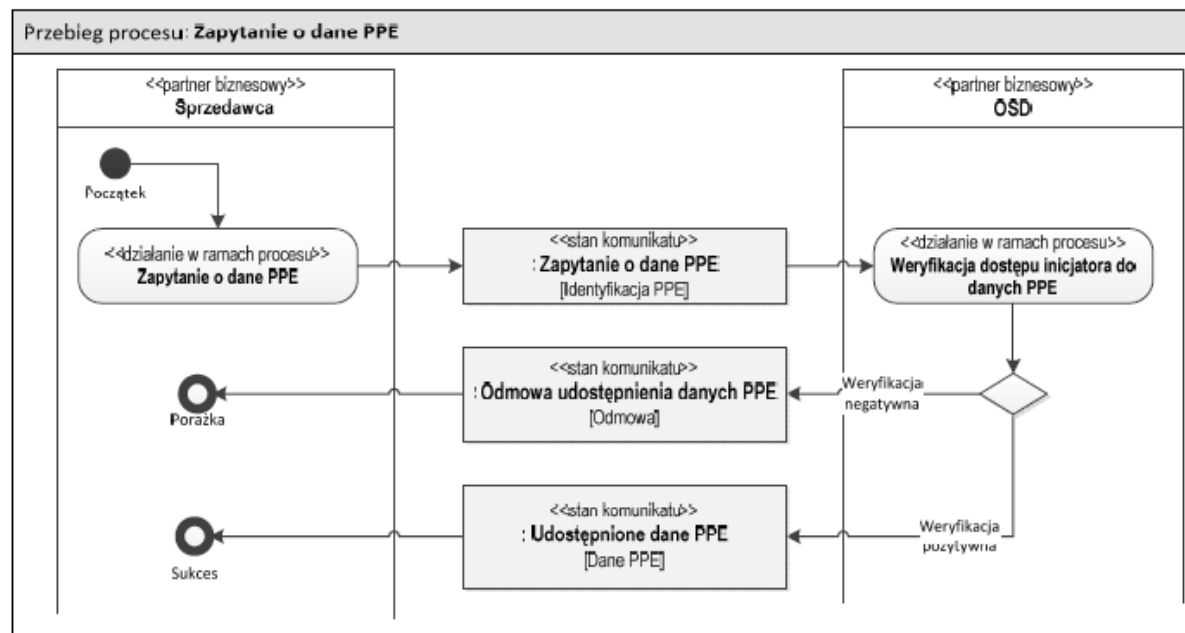 Przebieg procesu: Zapytanie o dane PPE
<<partner biznesowy>>
Sprzedawca
<<partner biznesowy>>
OSD
Początek
<<działanie w ramach procesu>>
Zapytanie o dane PPE
<<stan komunikatu>>
: Zapytanie o dane PPE
[Identyfikacja PPE]
<<działanie w ramach procesu>>
Weryfikacja dostępu inicjatora do
danych PPE
Porażka
<<stan komunikatu>>
: Odmowa udostępnienia danych PPE
[Odmowa]
Weryfikacja
negatywna
Sukces
<<stan komunikatu>>
: Udostępnione dane PPE
[Dane PPE]
Weryfikacja
pozytywna